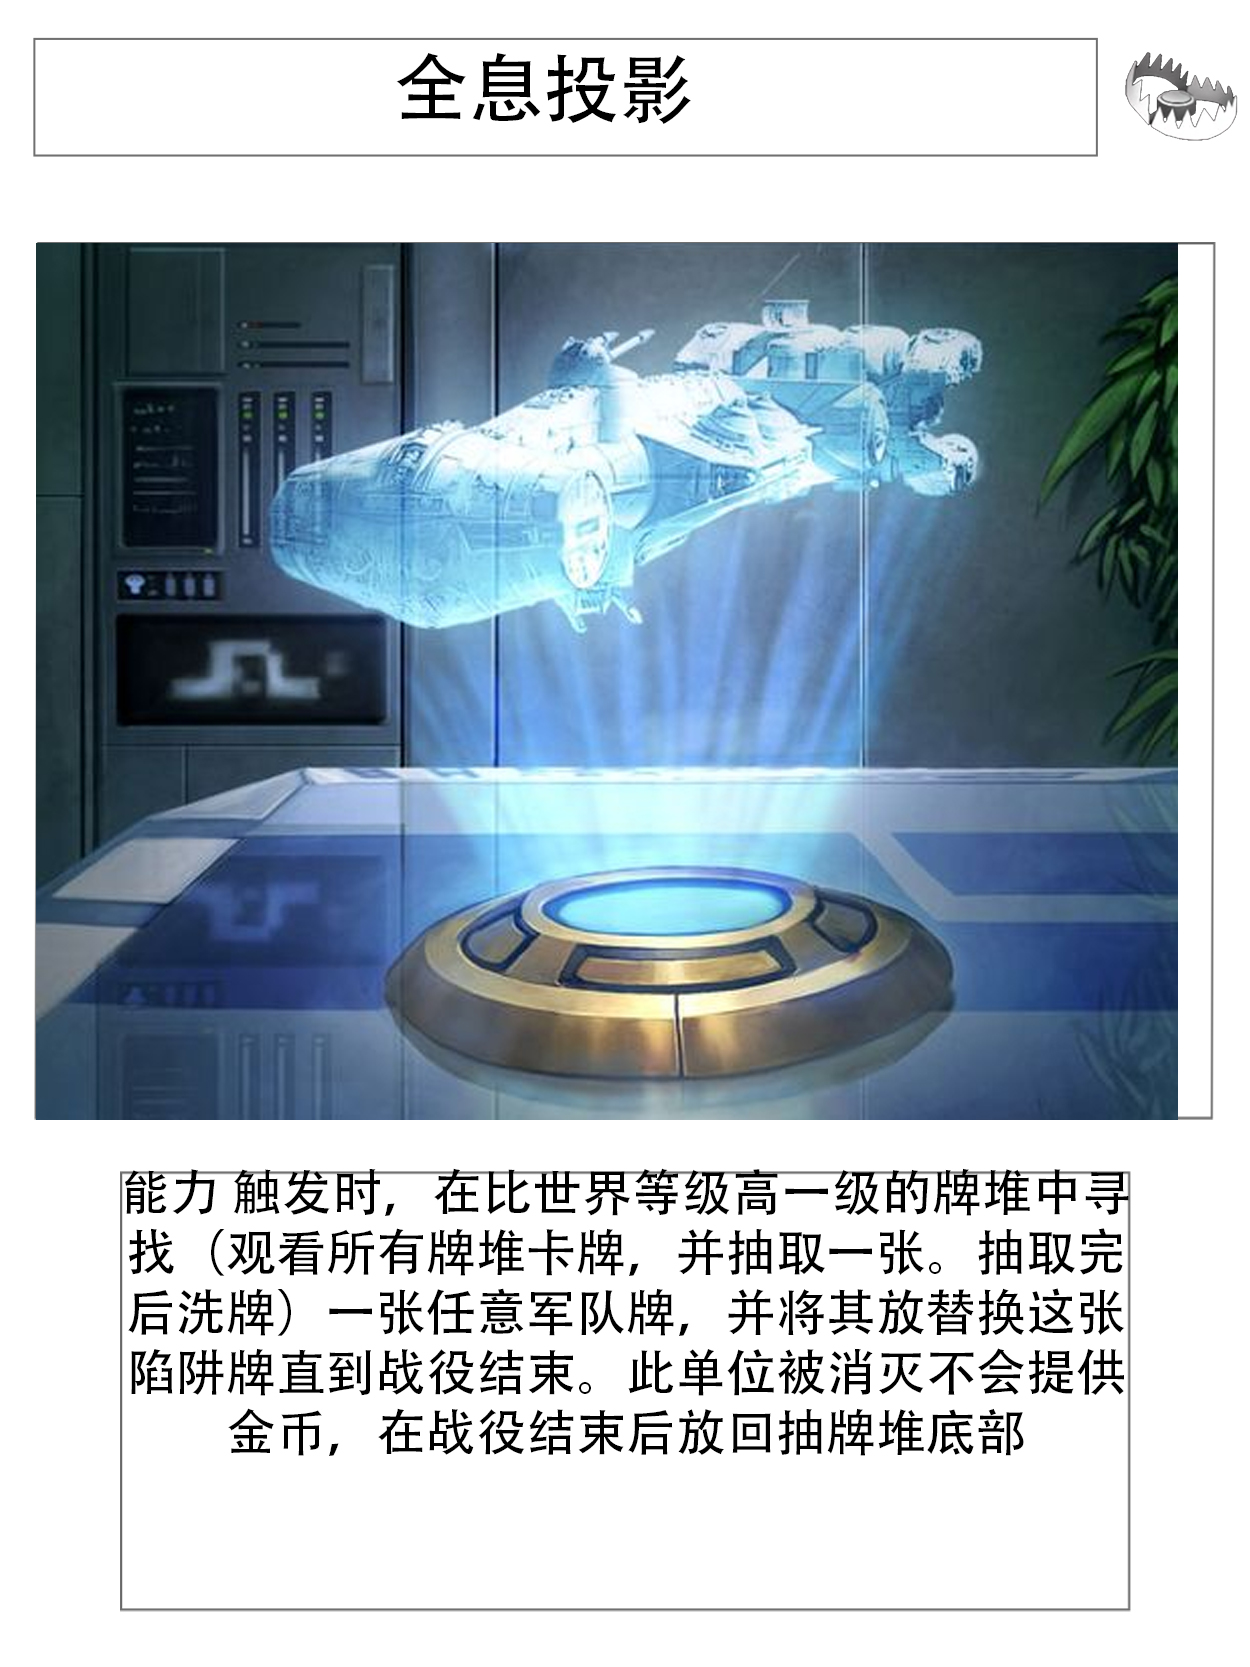 全息投影
能力 触发时，在比世界等级高一级的牌堆中寻
找（观看所有牌堆卡牌，并抽取一张。抽取完
后洗牌）一张任意军队牌，并将其放替换这张
陷阱牌直到战役结束。此单位被消灭不会提供
金币，在战役结束后放回抽牌堆底部